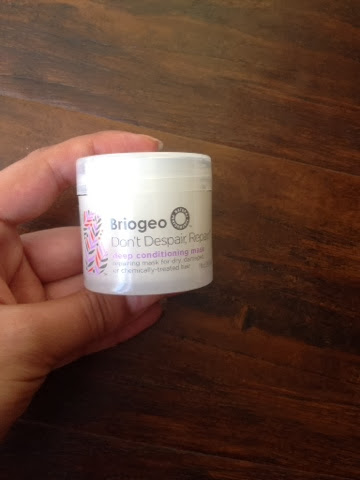 Briogeo
Don't Despair, Repair
deep conditioning mask
repairing mask for dry, damaged
or chemically-treated hair